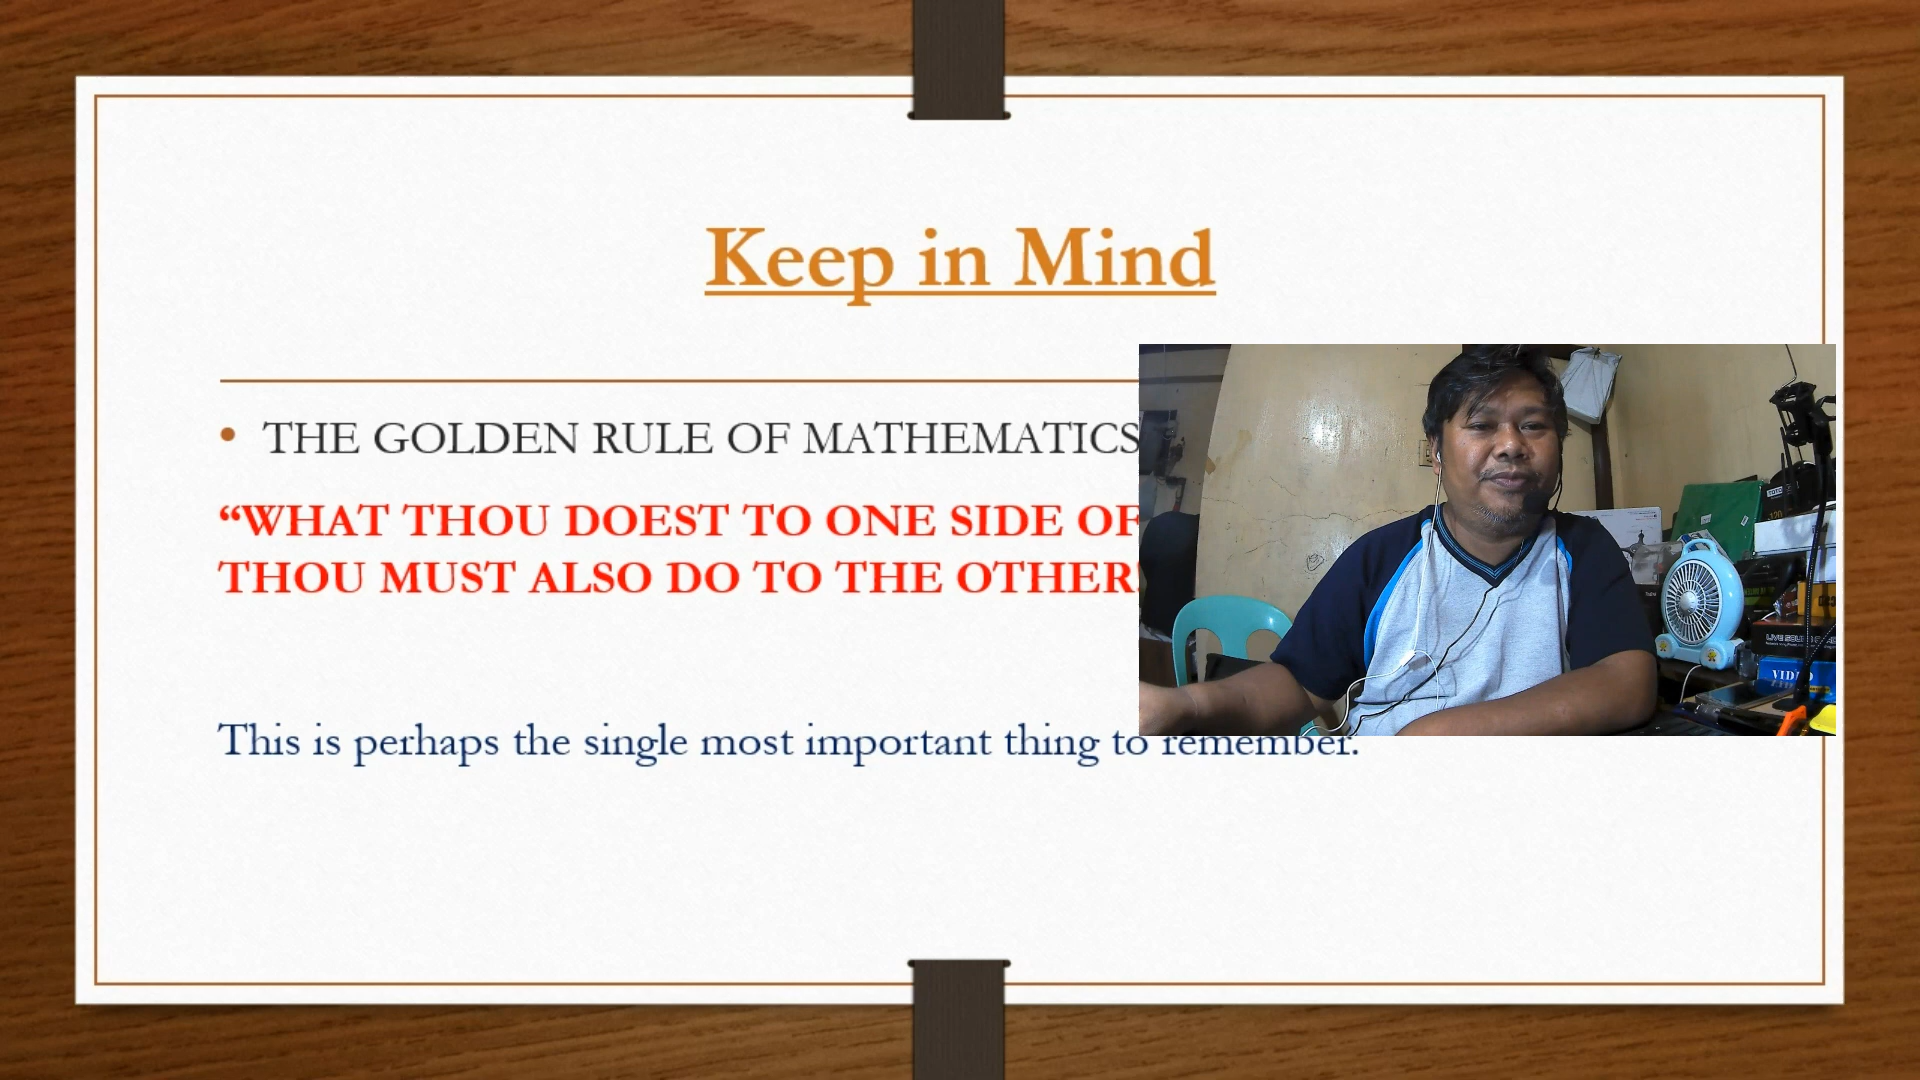 Keep in Mind
• THE GOLDEN RULE OF MATHEMATICS
“WHAT THOU DOEST TO ONE SIDE OF
THOU MUST ALSO DO TO THE OTHER
This is perhaps the single most important thing to remember.
VIDEO